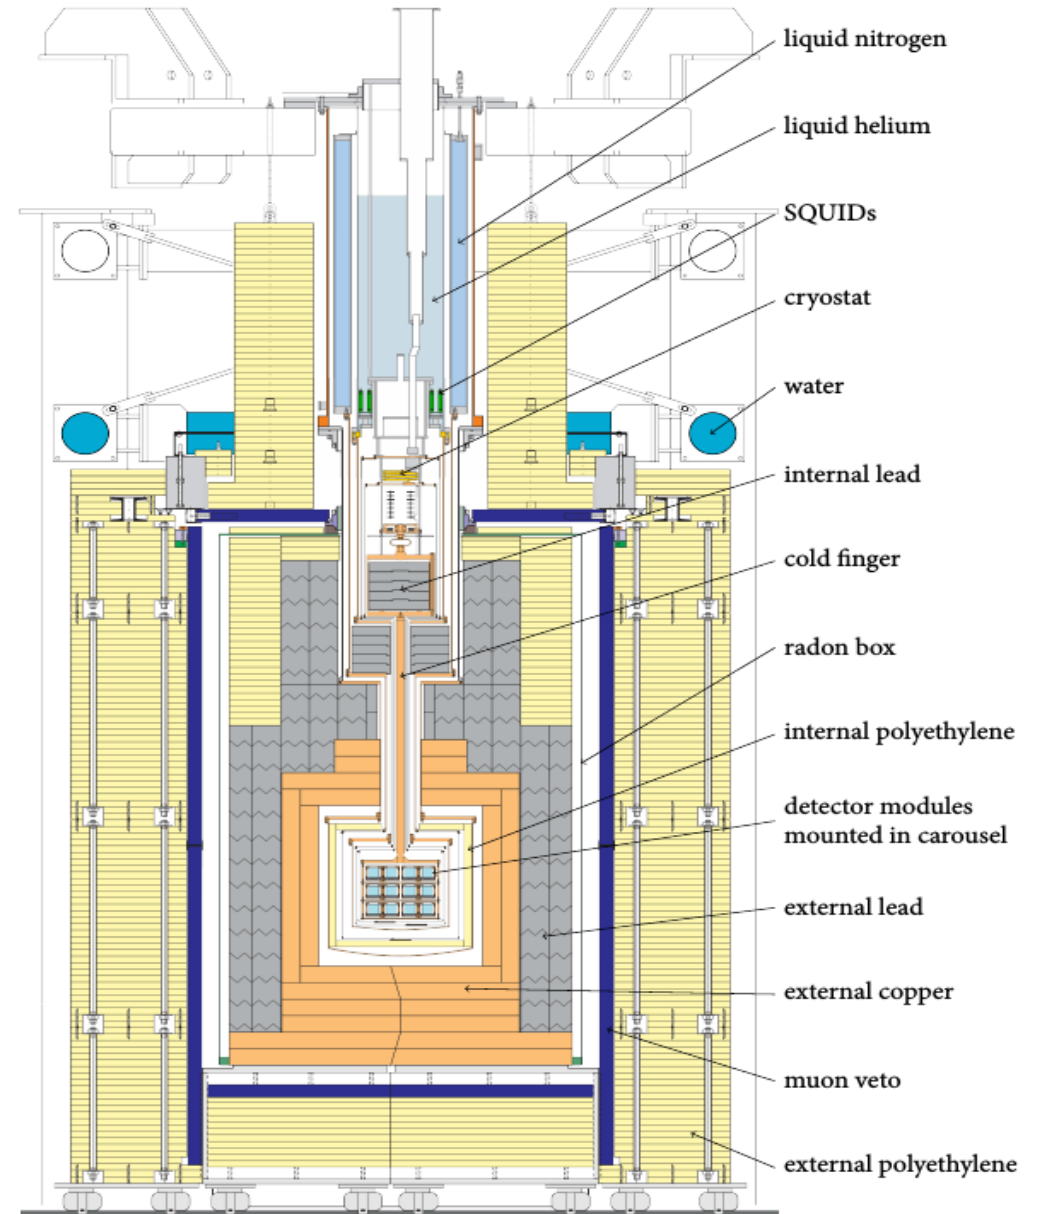 liquid nitrogen
liquid helium
SQUIDs
cryostat
water
internal lead
cold finger
radon box
internal polyethylene
detector modules
mounted in carousel
external lead
external copper
muon veto
external polyethylene